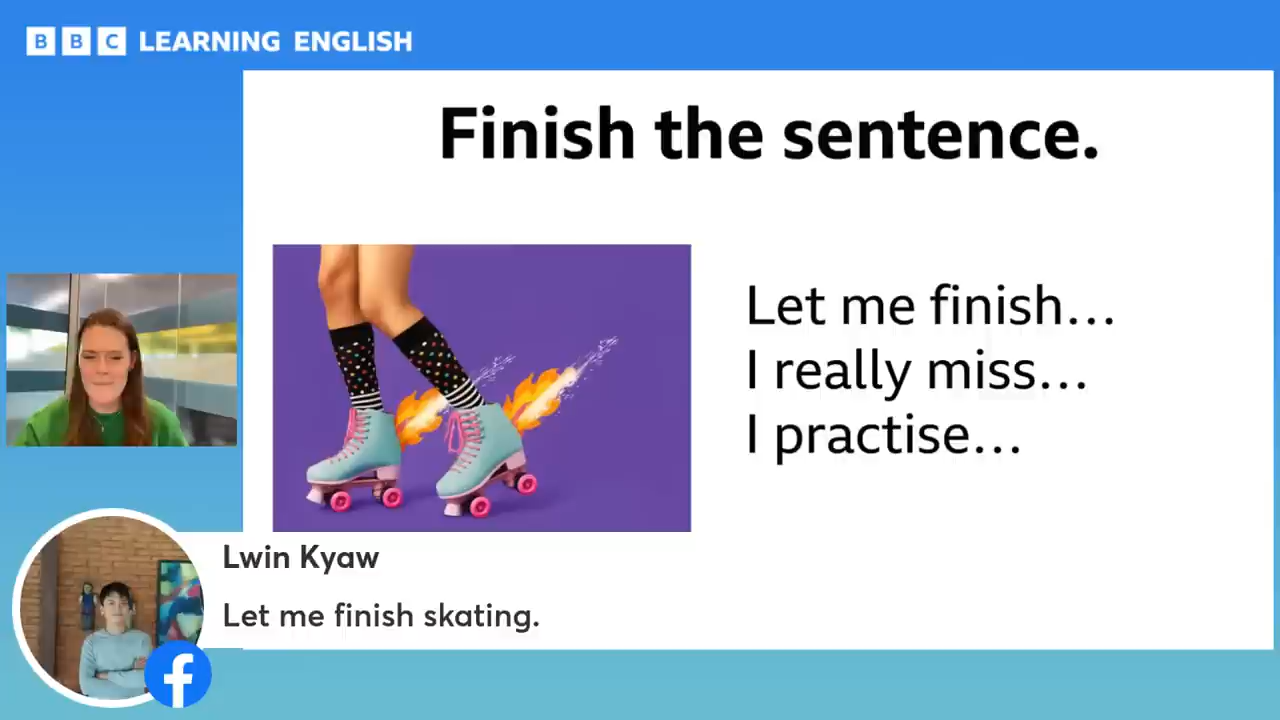 BBC LEARNING ENGLISH
Finish the sentence.
Let me finish…
I really miss…
I practise…
Lwin Kyaw
Let me finish skating.